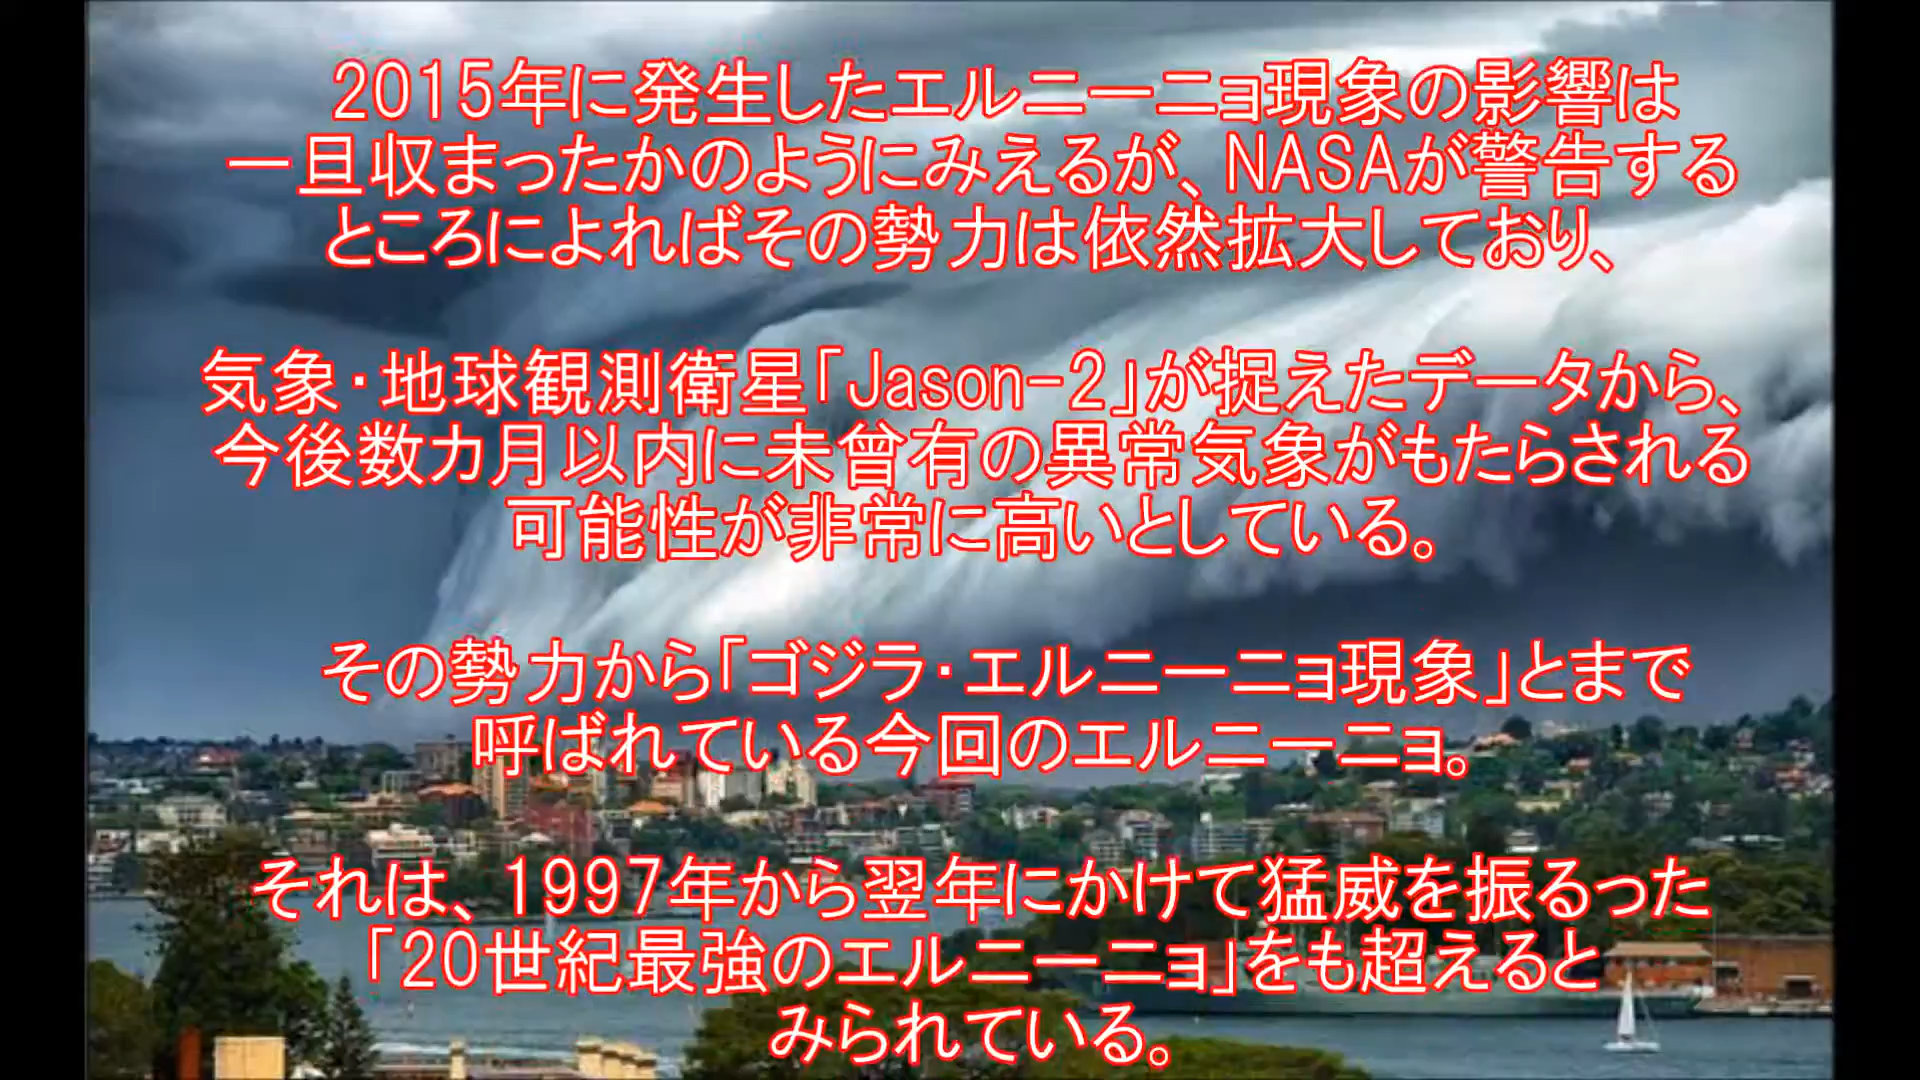 2015年に発生したエルニーニョ現象の影響は
一旦収まったかのようにみえるが、NASAが警告する
ところによればその勢力は依然拡大しており、
気象・地球観測衛星「Jason-2」が捉えたデータから、
今後数カ月以内に未曾有の異常気象がもたらされる
可能性が非常に高いとしている。
その勢力から「ゴジラ・エルニーニョ現象」とまで
呼ばれている今回のエルニーニョ。
それは、1997年から翌年にかけて猛威を振るった
「20世紀最強のエルニーニョ」をも超えると
みられている。